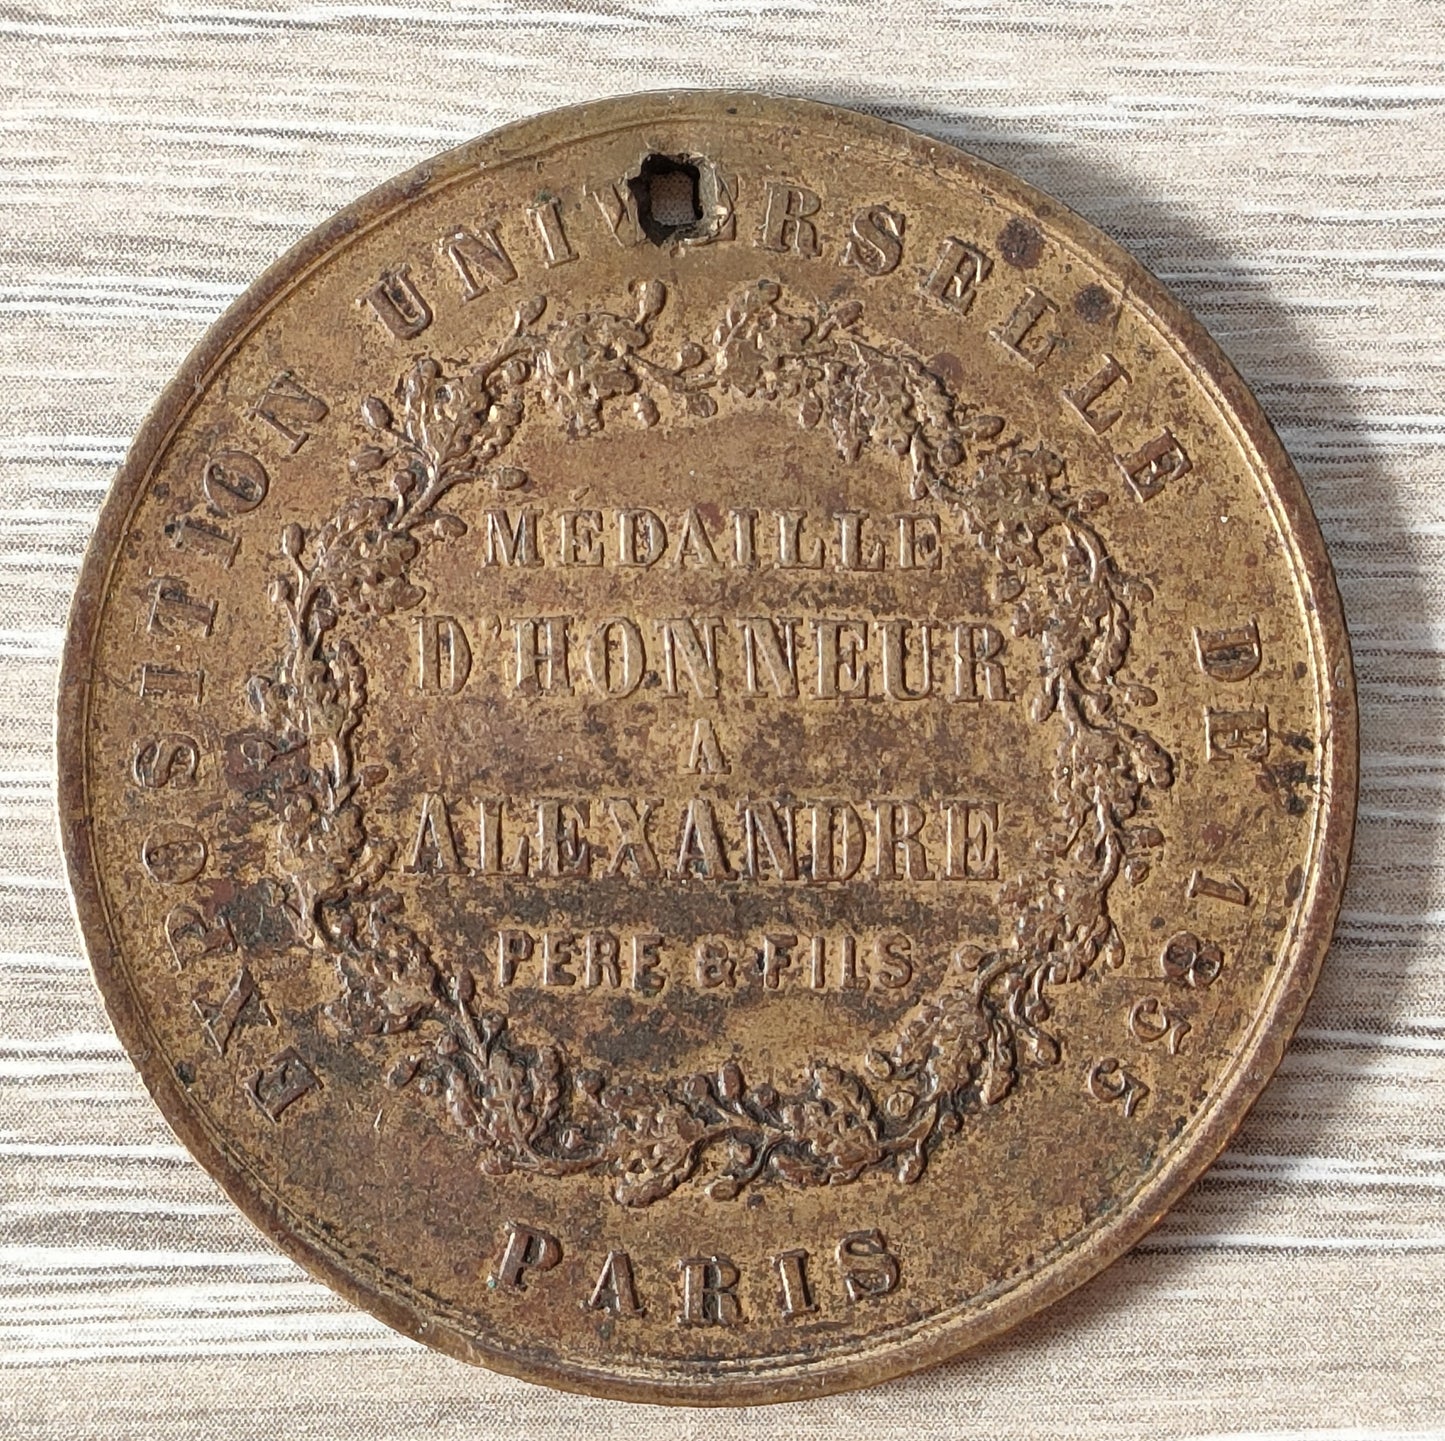 EXPOSITION UNIVERSELLE DE 1855
MÉDAILLE
D'HONNEUR
A
ALEXANDRE
PERE & FILS
PARIS